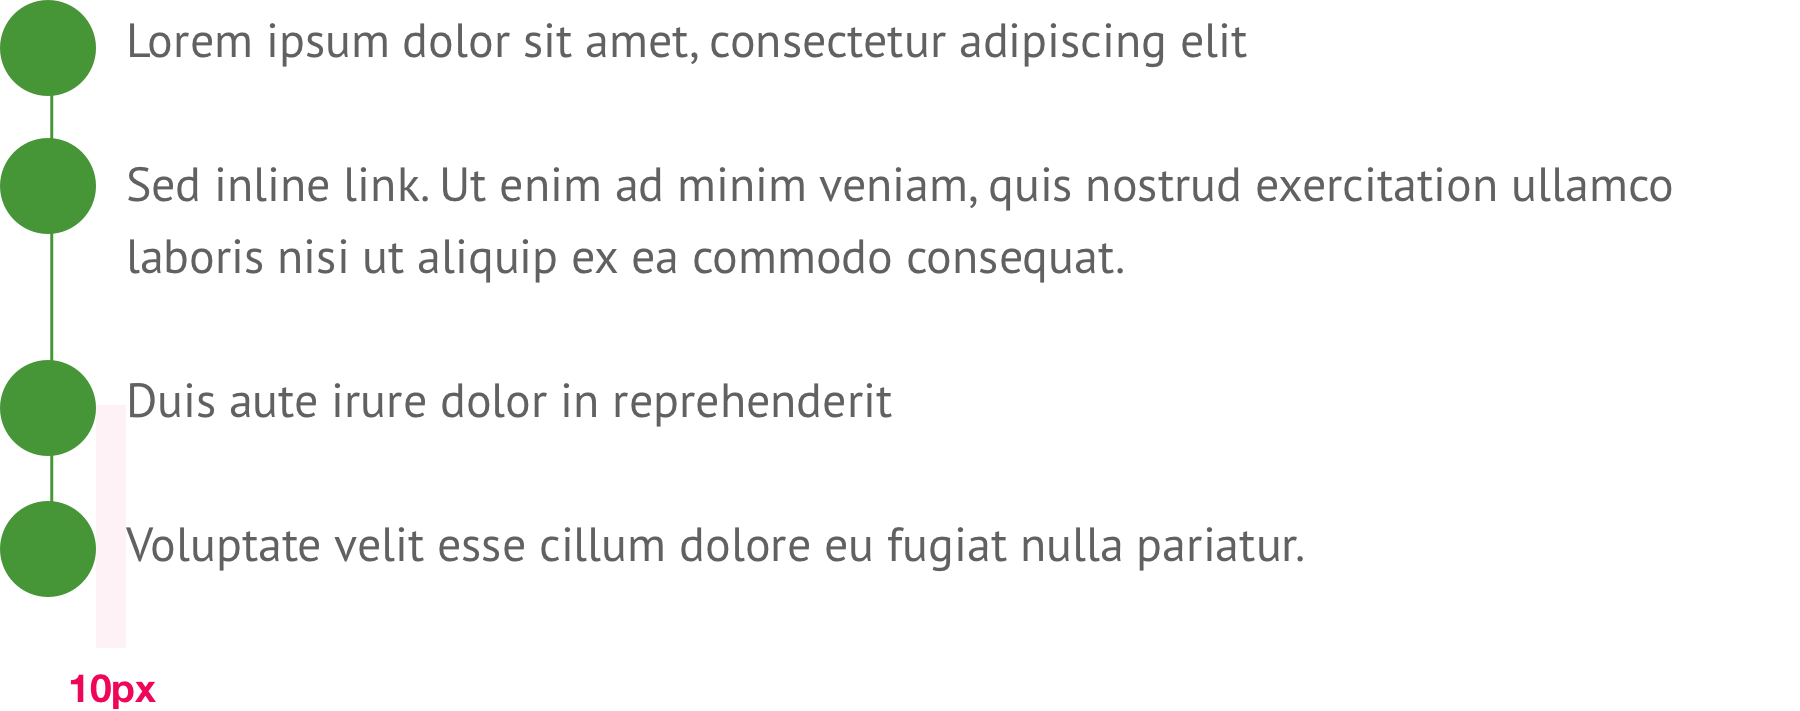 Lorem ipsum dolor sit amet, consectetur adipiscing elit
Sed inline link. Ut enim ad minim veniam, quis nostrud exercitation ullamco
laboris nisi ut aliquip ex ea commodo consequat.
Duis aute irure dolor in reprehenderit
Voluptate velit esse cillum dolore eu fugiat nulla pariatur.
10px